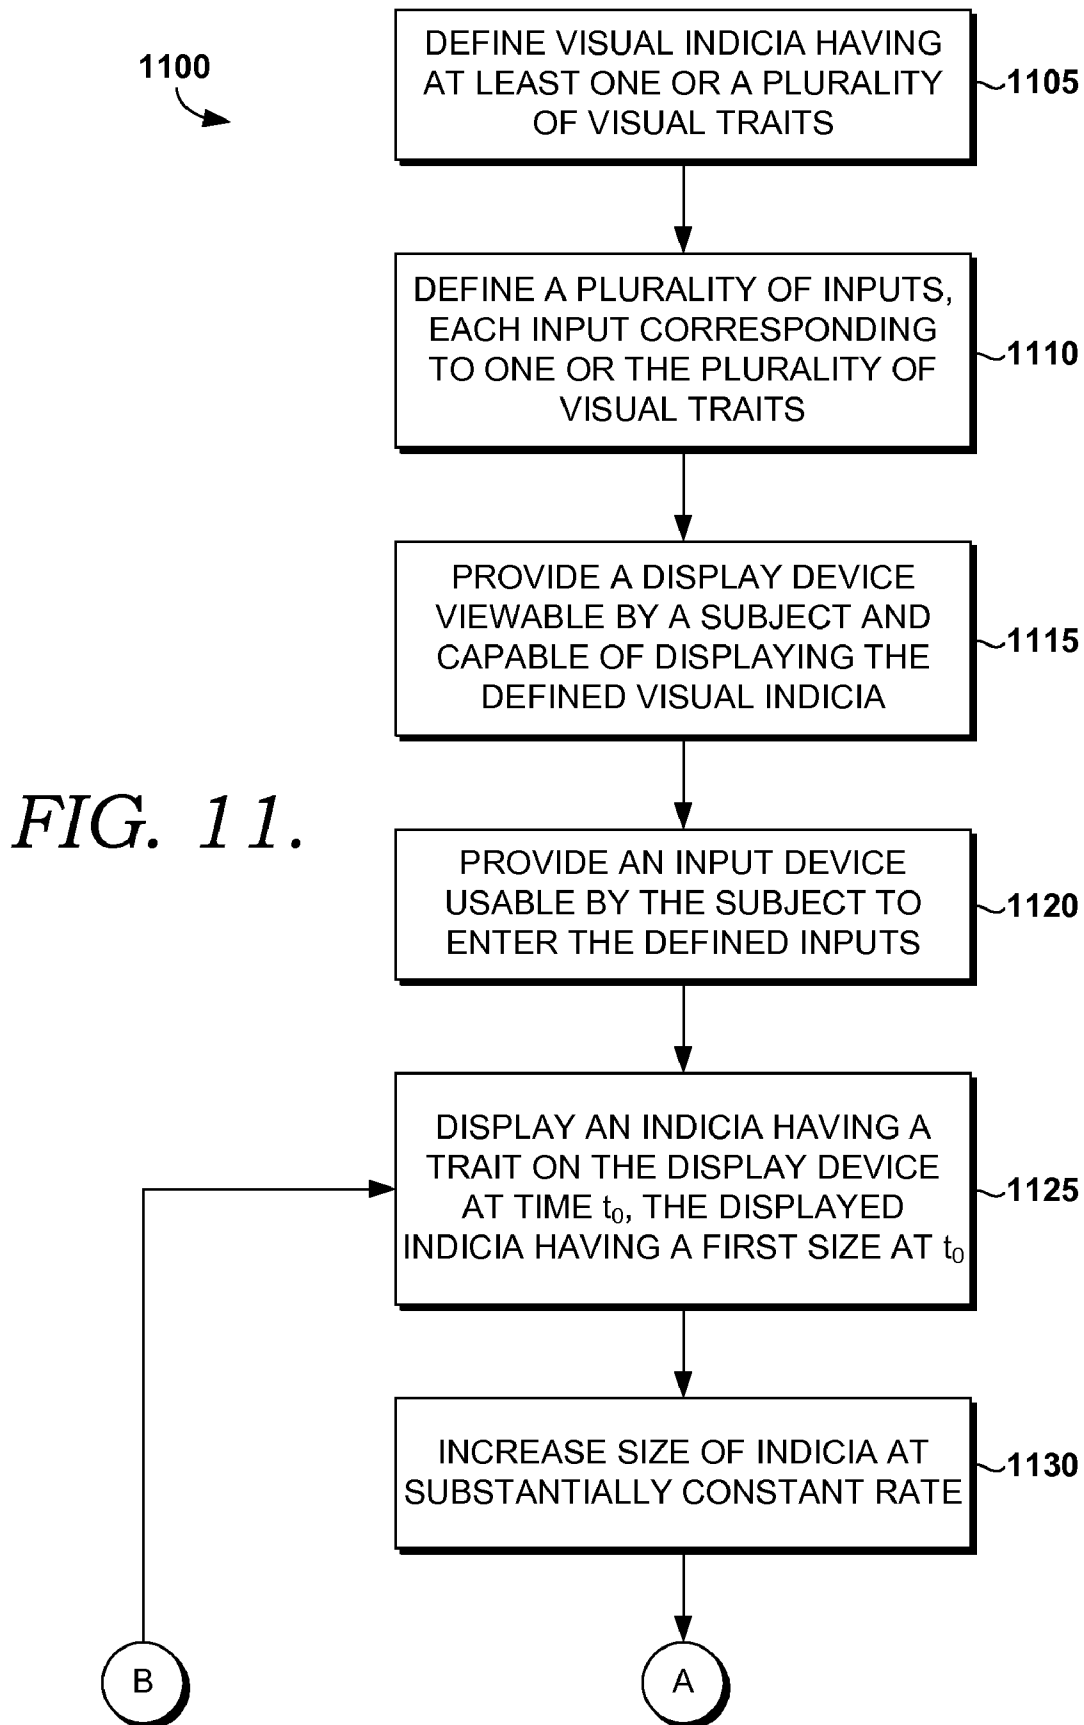 1100
DEFINE VISUAL INDICIA HAVING
AT LEAST ONE OR A PLURALITY
OF VISUAL TRAITS
1105
DEFINE A PLURALITY OF INPUTS,
EACH INPUT CORRESPONDING
TO ONE OR THE PLURALITY OF
VISUAL TRAITS
1110
PROVIDE A DISPLAY DEVICE
VIEWABLE BY A SUBJECT AND
CAPABLE OF DISPLAYING THE
DEFINED VISUAL INDICIA
1115
FIG. 11.
PROVIDE AN INPUT DEVICE
USABLE BY THE SUBJECT TO
ENTER THE DEFINED INPUTS
1120
DISPLAY AN INDICIA HAVING A
TRAIT ON THE DISPLAY DEVICE
AT TIME t₀, THE DISPLAYED
INDICIA HAVING A FIRST SIZE AT t₀
1125
INCREASE SIZE OF INDICIA AT
SUBSTANTIALLY CONSTANT RATE
1130
B
A